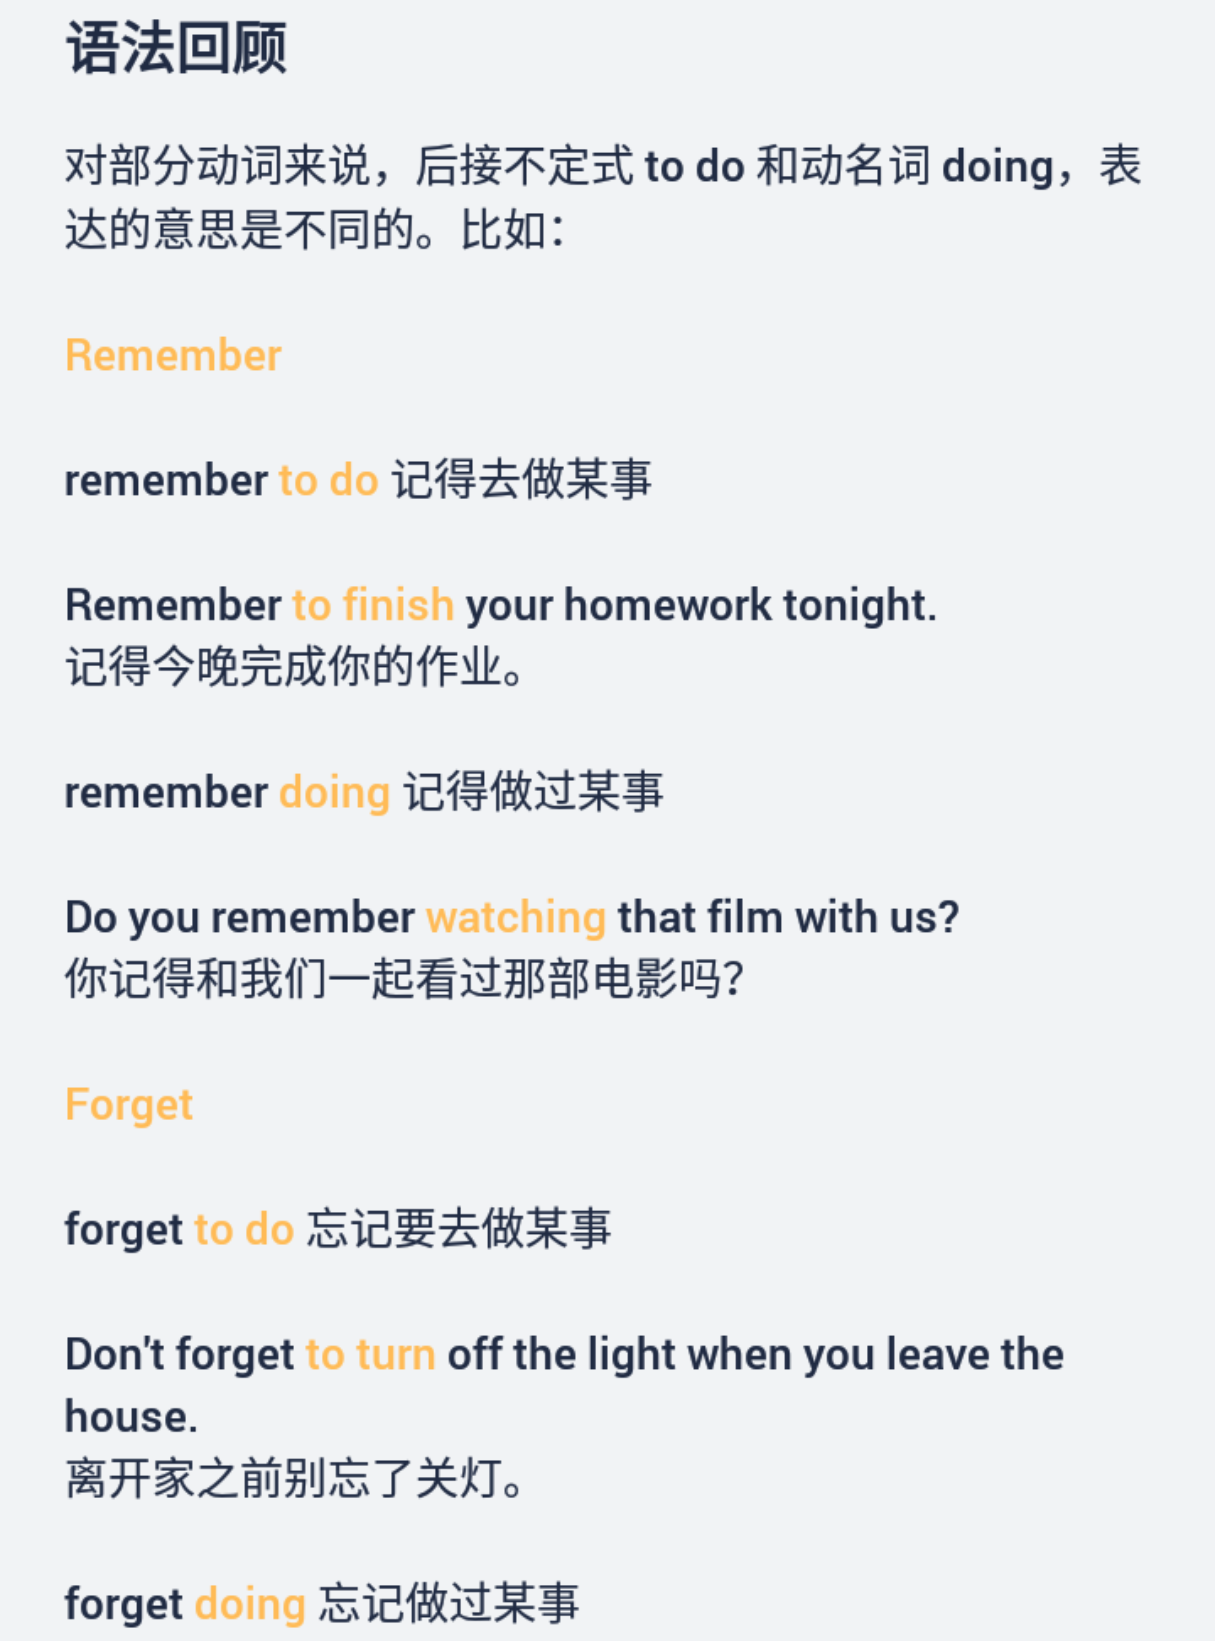 语法回顾
对部分动词来说，后接不定式 to do 和动名词 doing，表
达的意思是不同的。比如：
Remember
remember to do 记得去做某事
Remember to finish your homework tonight.
记得今晚完成你的作业。
remember doing 记得做过某事
Do you remember watching that film with us?
你记得和我们一起看过那部电影吗？
Forget
forget to do 忘记要去做某事
Don't forget to turn off the light when you leave the
house.
离开家之前别忘了关灯。
forget doing 忘记做过某事